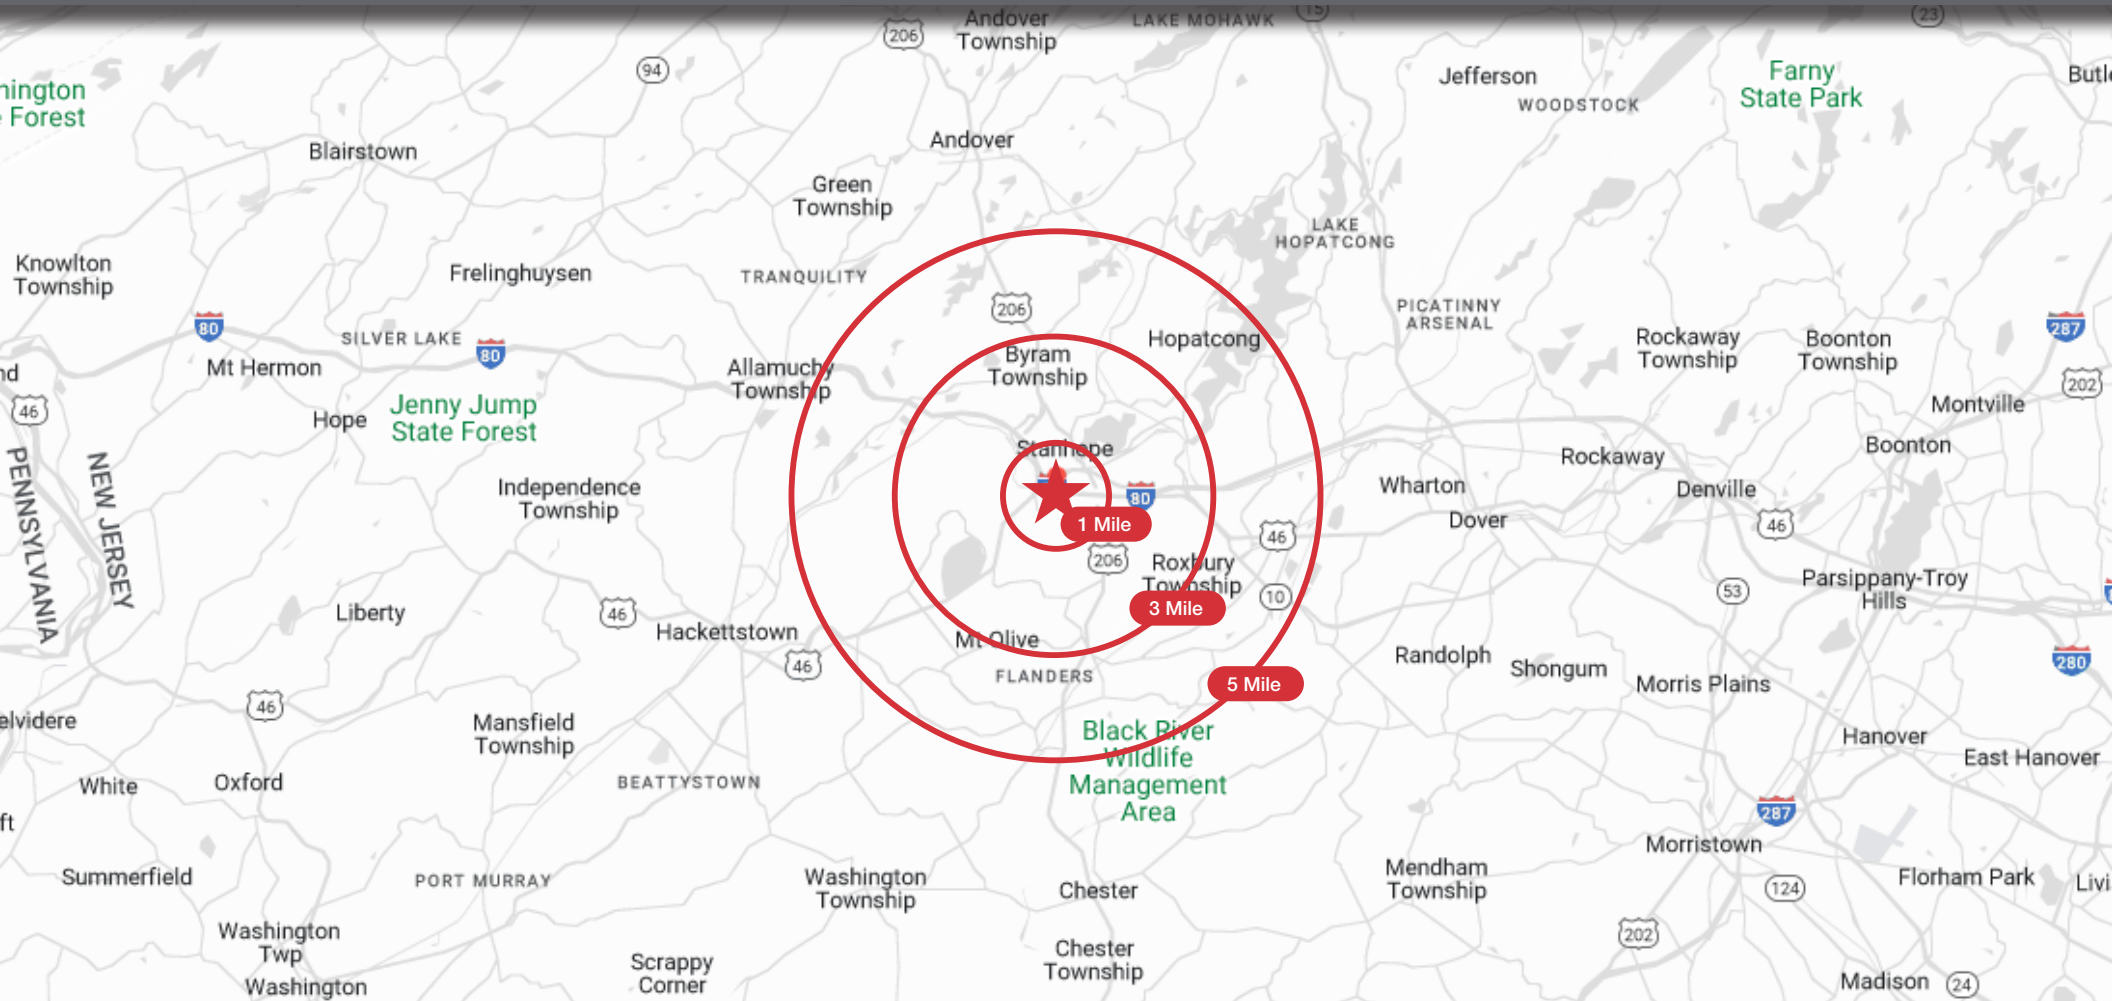 Andover
Township
LAKE MOHAWK
15
23
206
94
Jefferson
WOODSTOCK
Farny
State Park
Forest
Andover
Blairstown
Green
Township
LAKE
HOPATCONG
Knowlton
Township
Frelinghuysen
TRANQUILITY
206
PICATINNY
ARSENAL
80
SILVER LAKE
80
Mt Hermon
Hopatcong
Rockaway
Township
Boonton
Township
287
Byram
Township
Allamuchy
Township
202
46
Hope
Jenny Jump
State Forest
Montville
Boonton
Stanhope
Rockaway
PENNSYLVANIA
NEW JERSEY
Independence
Township
80
Wharton
Denville
1 Mile
Dover
46
46
206
Roxbury
Township
10
53
Parsippany-Troy
Hills
3 Mile
Liberty
46
Hackettstown
Mt Olive
46
FLANDERS
Randolph
Shongum
280
5 Mile
Morris Plains
46
Mansfield
Township
Black River
Wildlife
Management
Area
Hanover
East Hanover
White
Oxford
BEATTYSTOWN
287
Morristown
Summerfield
PORT MURRAY
Washington
Township
Chester
Mendham
Township
124
Florham Park
Washington
Twp
Washington
Scrappy
Corner
Chester
Township
202
Madison
24